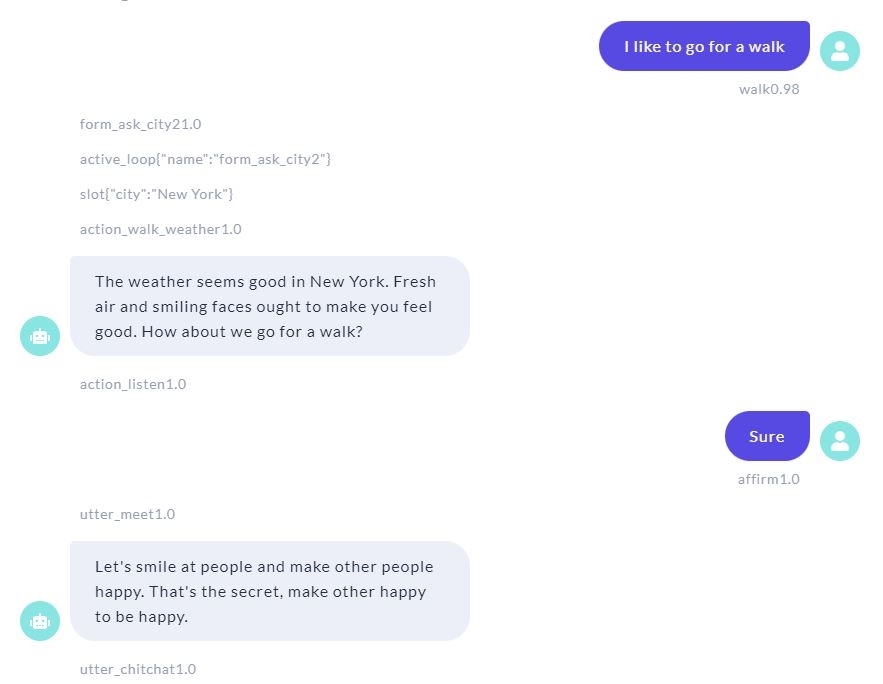 I like to go for a walk
walk0.98
form_ask_city21.0
active_loop{"name":"form_ask_city2"}
slot{"city":"New York"}
action_walk_weather1.0
The weather seems good in New York. Fresh
air and smiling faces ought to make you feel
good. How about we go for a walk?
action_listen1.0
Sure
affirm1.0
utter_meet1.0
Let's smile at people and make other people
happy. That's the secret, make other happy
to be happy.
utter_chitchat1.0